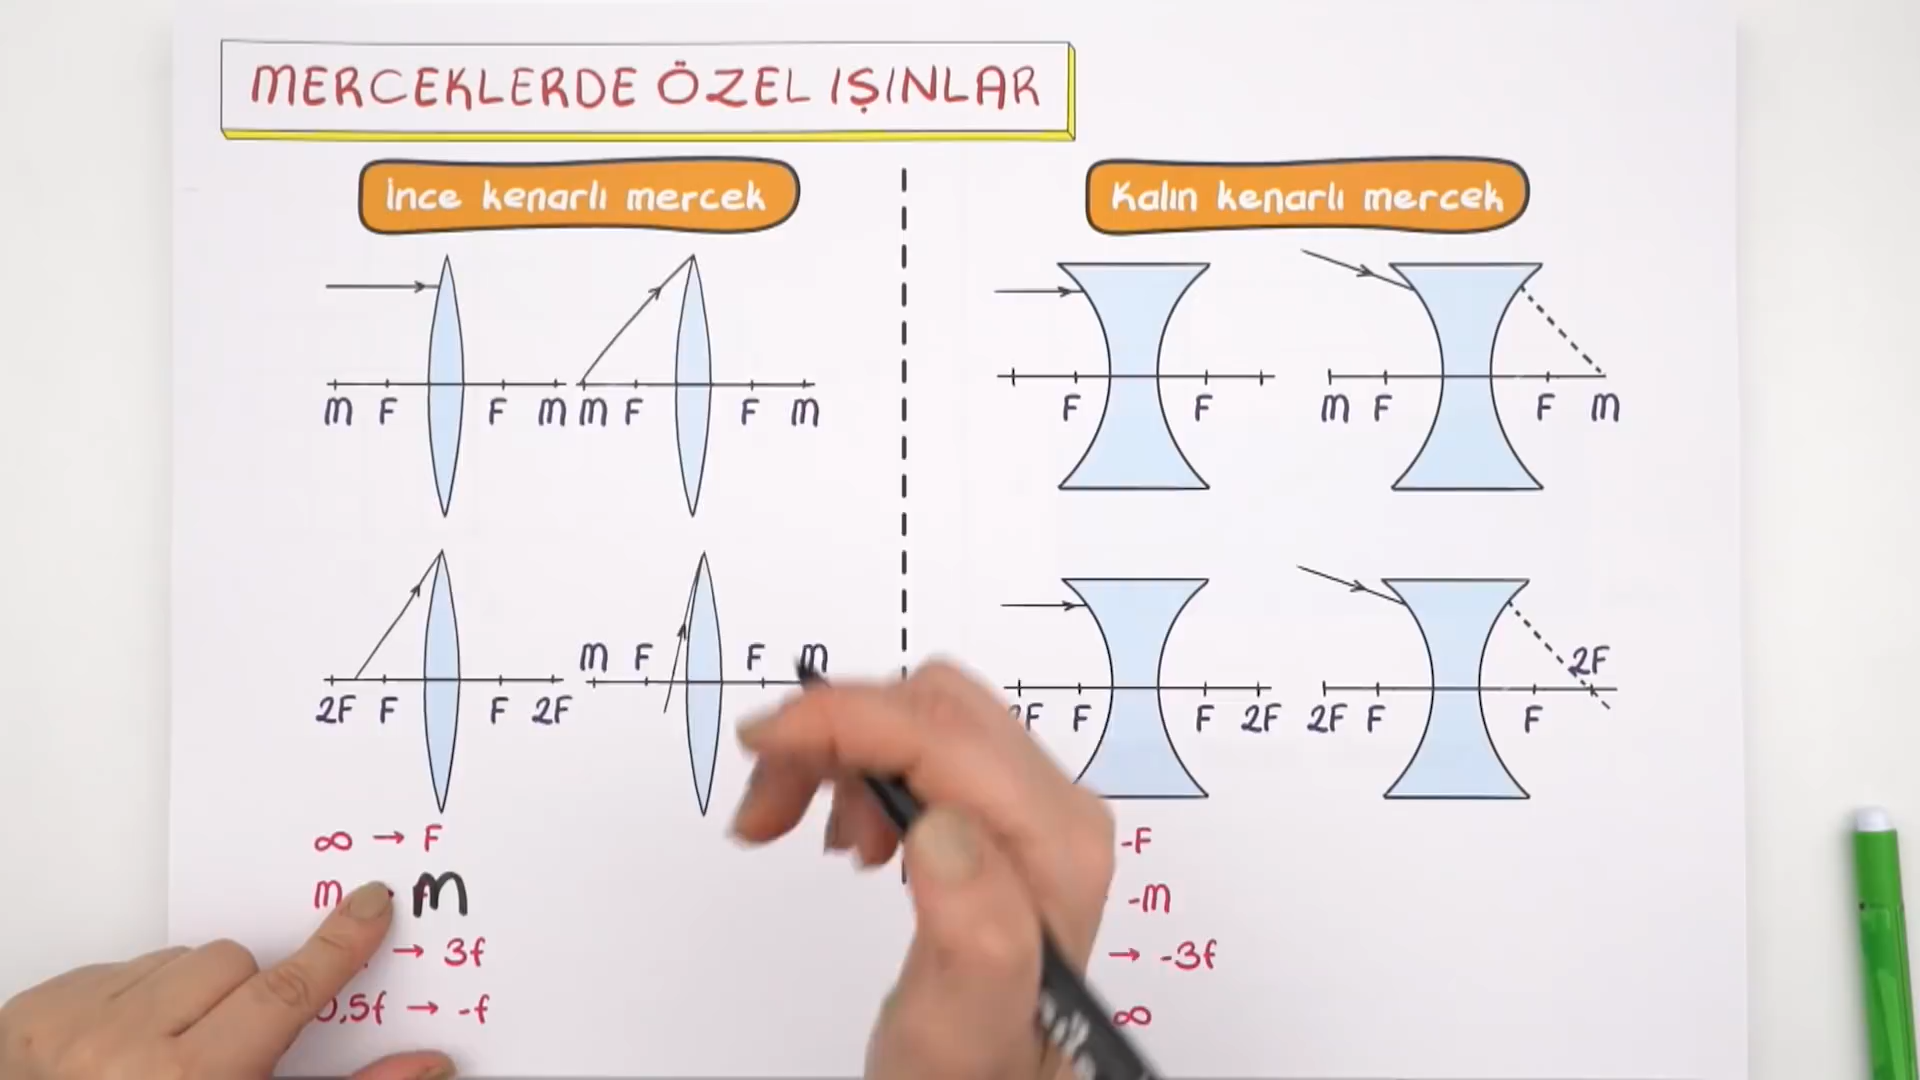 MERCEKLERDE ÖZEL IŞINLAR
İnce kenarlı mercek
M F F M
M F F M
2F F F 2F
M F F M
∞ → F
M M
→ 3f
0,5f → -f
Kalın kenarlı mercek
F F
M F F M
2F F F 2F
2F F F 2F
-F
-M
→ -3f
∞